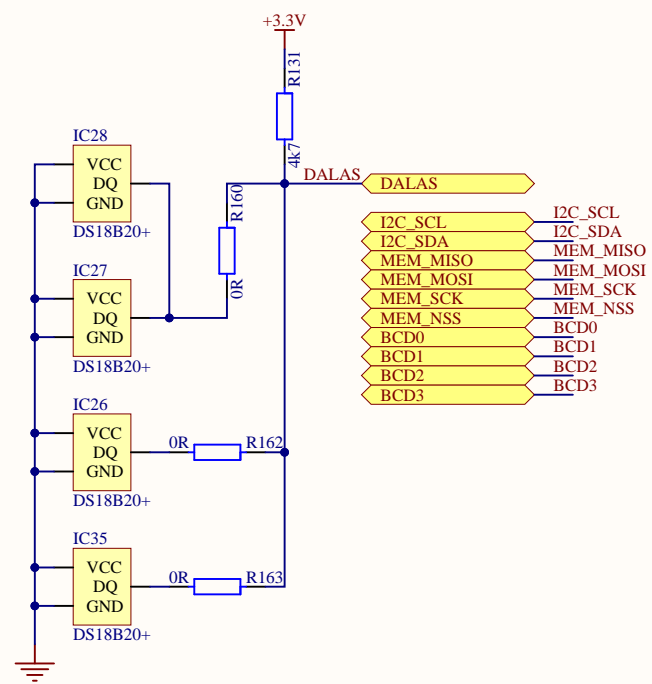 +3.3V
R131
4k7
DALAS
DALAS
IC28
VCC
DQ
GND
DS18B20+
R160
0R
I2C_SCL
I2C_SCL
I2C_SDA
I2C_SDA
MEM_MISO
MEM_MISO
MEM_MOSI
MEM_MOSI
MEM_SCK
MEM_SCK
MEM_NSS
MEM_NSS
BCD0
BCD0
BCD1
BCD1
BCD2
BCD2
BCD3
BCD3
IC27
VCC
DQ
GND
DS18B20+
IC26
VCC
DQ
GND
DS18B20+
0R
R162
IC35
VCC
DQ
GND
DS18B20+
0R
R163